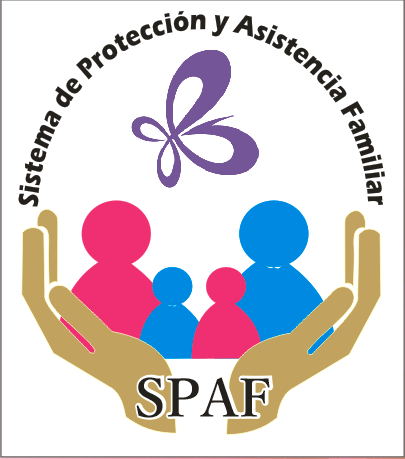 Sistema de Protección y Asistencia Familiar
SPAF